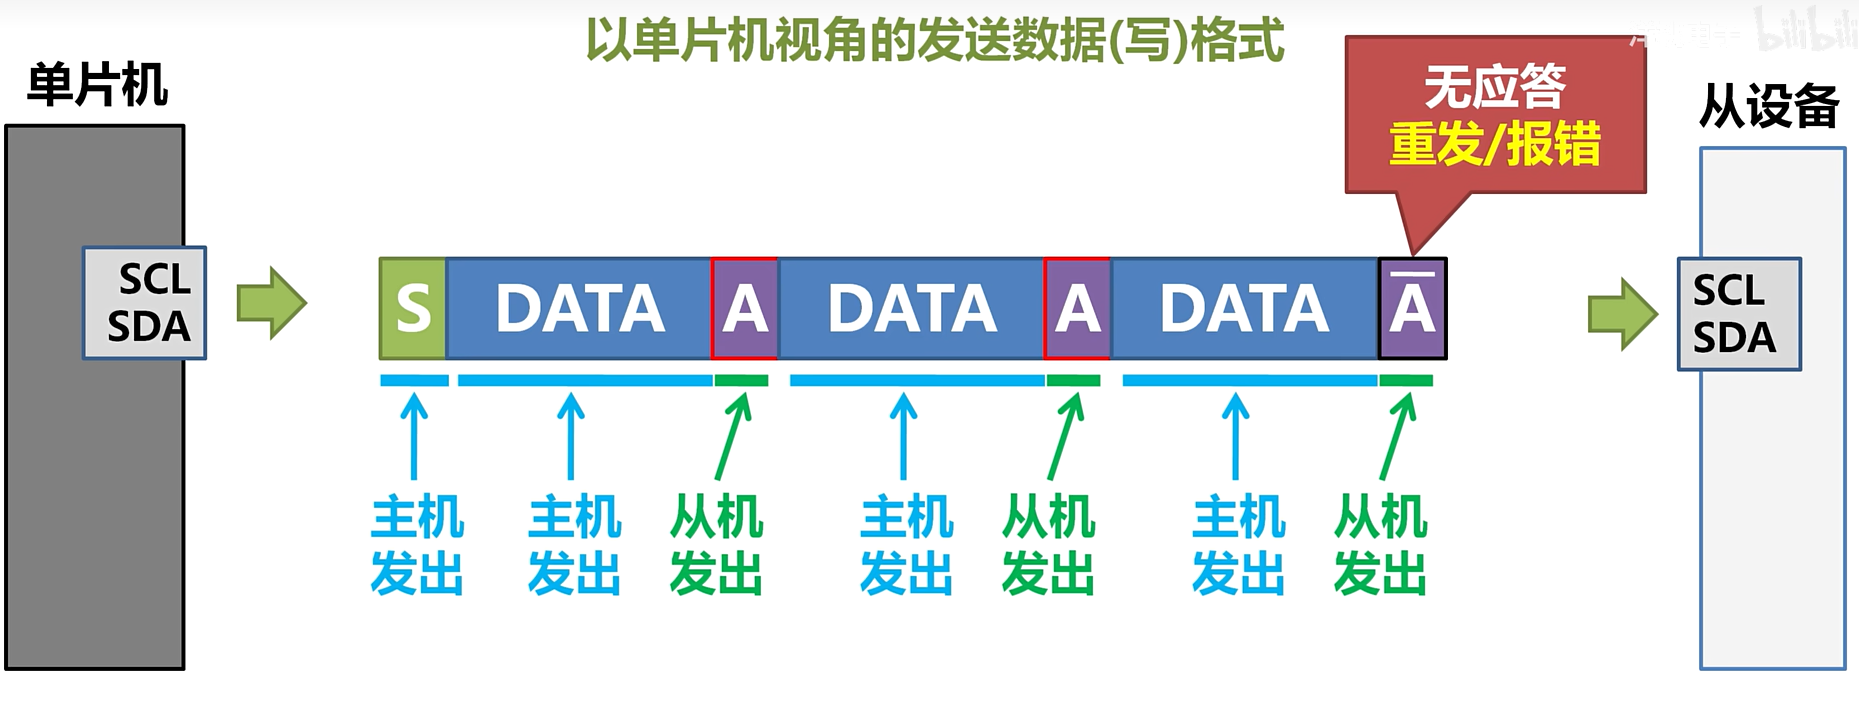 以单片机视角的发送数据(写)格式
bilibili
单片机
无应答
重发/报错
从设备
SCL
SDA
S DATA A DATA A DATA A̅
SCL
SDA
主机 主机 从机 主机 从机 主机 从机
发出 发出 发出 发出 发出 发出 发出